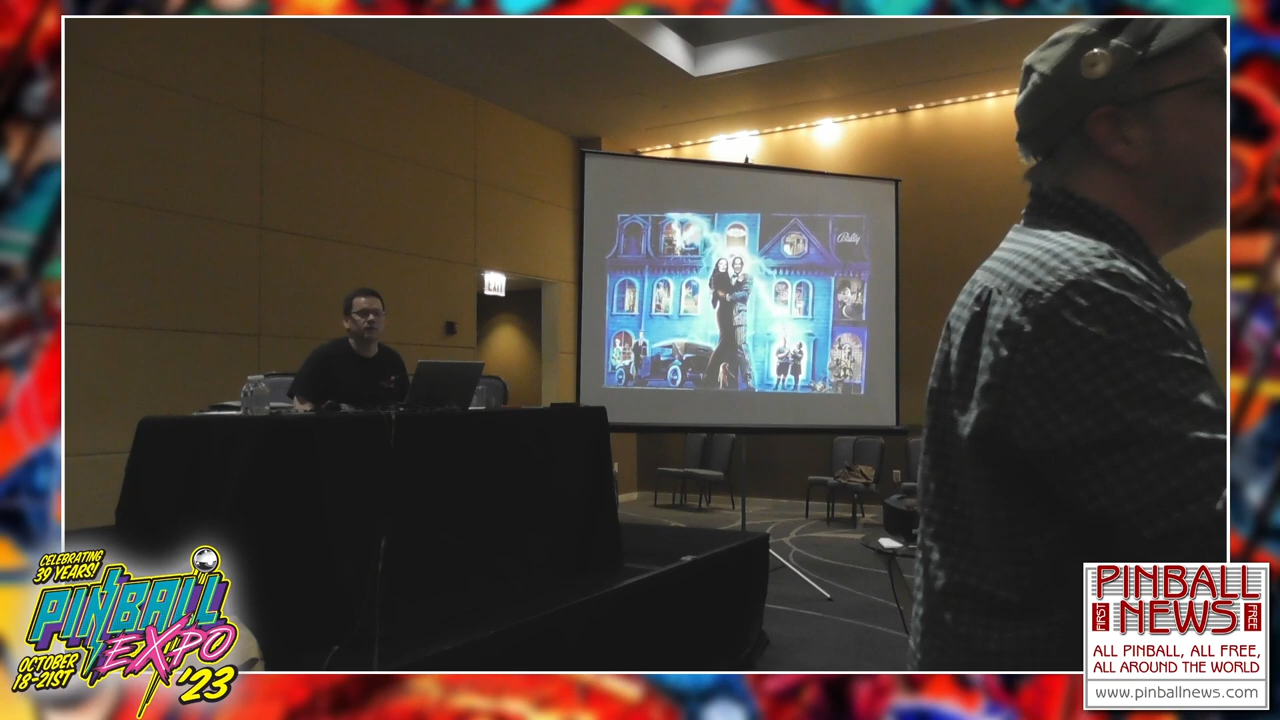 EXIT
Bally
CELEBRATING
39 YEARS!
PINBALL
EXPO
OCTOBER
18-21ST
'23
PINBALL
FIRST
NEWS
FREE
ALL PINBALL, ALL FREE,
ALL AROUND THE WORLD
www.pinballnews.com